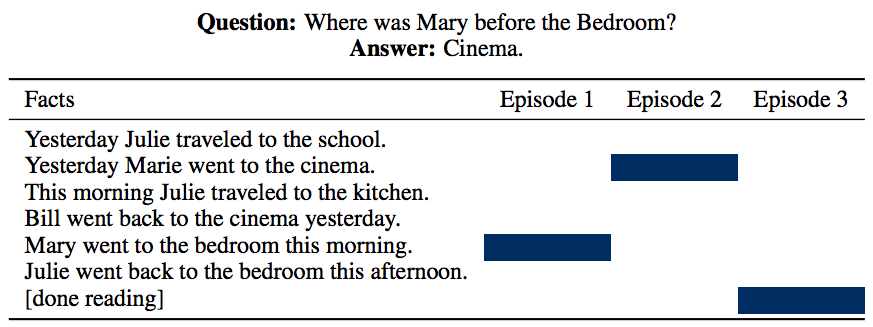 Question: Where was Mary before the Bedroom?
Answer: Cinema.
Facts Episode 1 Episode 2 Episode 3
Yesterday Julie traveled to the school.
Yesterday Marie went to the cinema.
This morning Julie traveled to the kitchen.
Bill went back to the cinema yesterday.
Mary went to the bedroom this morning.
Julie went back to the bedroom this afternoon.
[done reading]